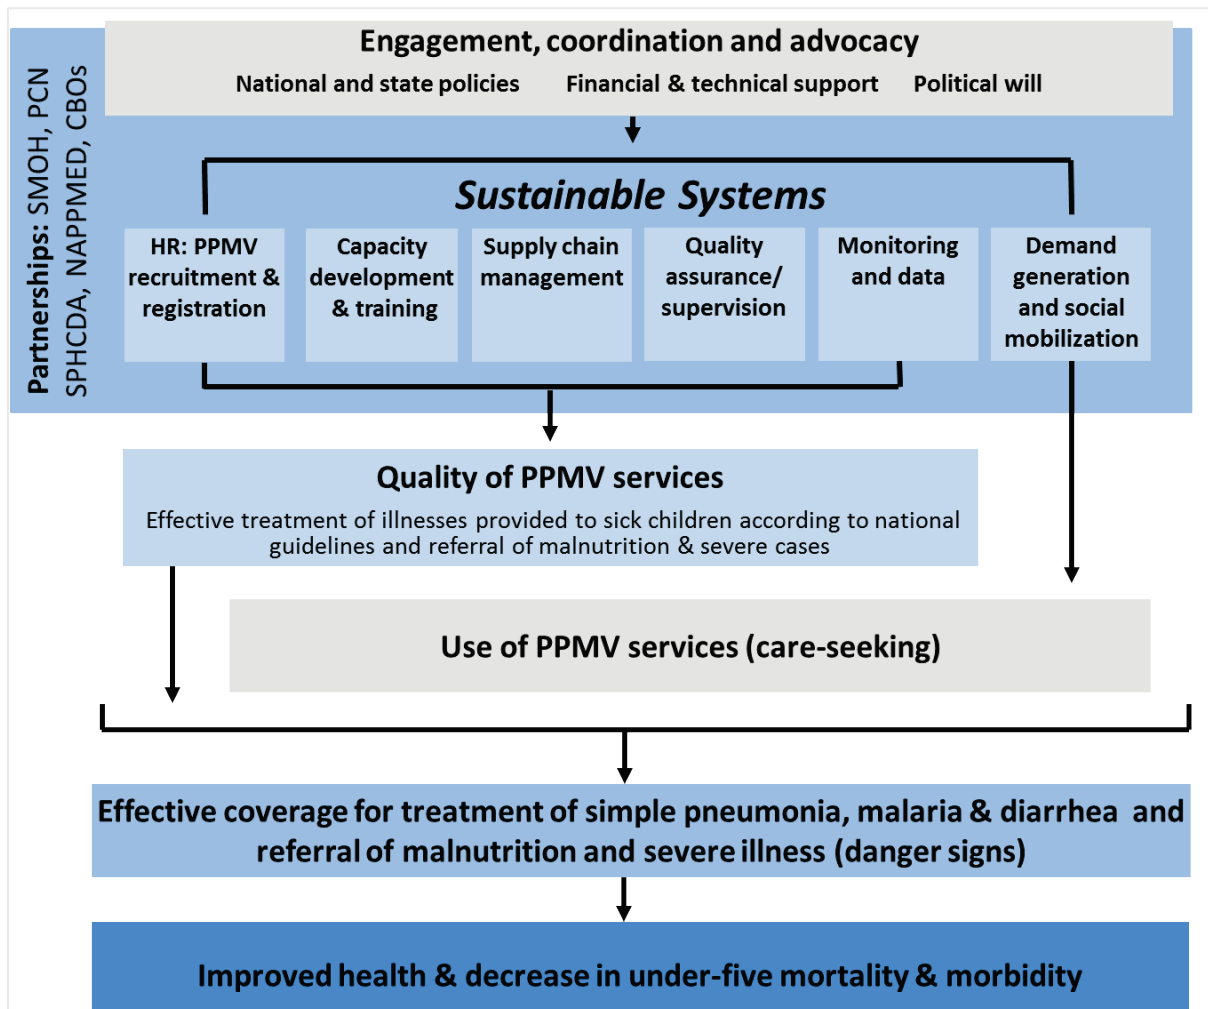 Engagement, coordination and advocacy
National and state policies Financial & technical support Political will
Partnerships: SMOH, PCN
SPHCDA, NAPPMED, CBOs
Sustainable Systems
HR: PPMV
recruitment &
registration
Capacity
development
& training
Supply chain
management
Quality
assurance/
supervision
Monitoring
and data
Demand
generation
and social
mobilization
Quality of PPMV services
Effective treatment of illnesses provided to sick children according to national
guidelines and referral of malnutrition & severe cases
Use of PPMV services (care-seeking)
Effective coverage for treatment of simple pneumonia, malaria & diarrhea and
referral of malnutrition and severe illness (danger signs)
Improved health & decrease in under-five mortality & morbidity